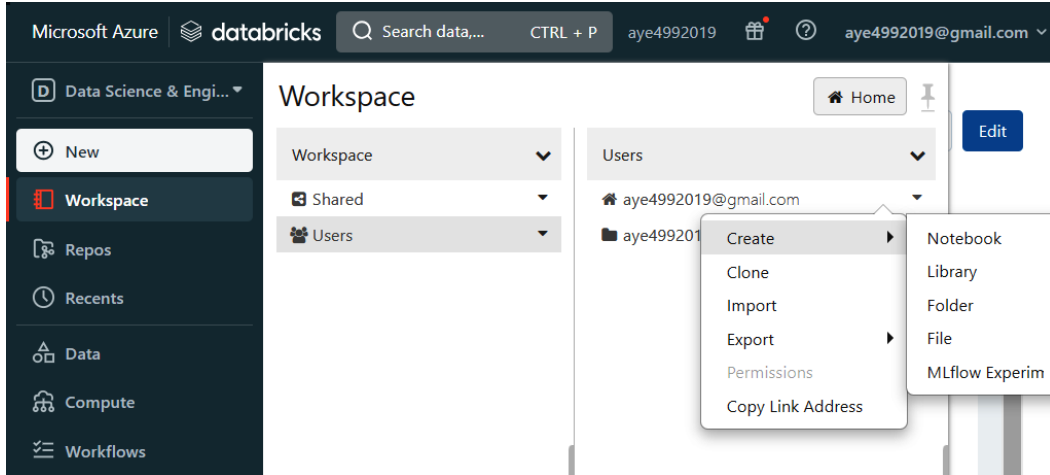 Microsoft Azure databricks Search data,... CTRL + P aye4992019 aye4992019@gmail.com
D Data Science & Engi...
New
Workspace
Repos
Recents
Data
Compute
Workflows
Workspace
Home
Edit
Workspace
Shared
Users
Users
aye4992019@gmail.com
aye499201
Create
Clone
Import
Export
Permissions
Copy Link Address
Notebook
Library
Folder
File
MLflow Experim